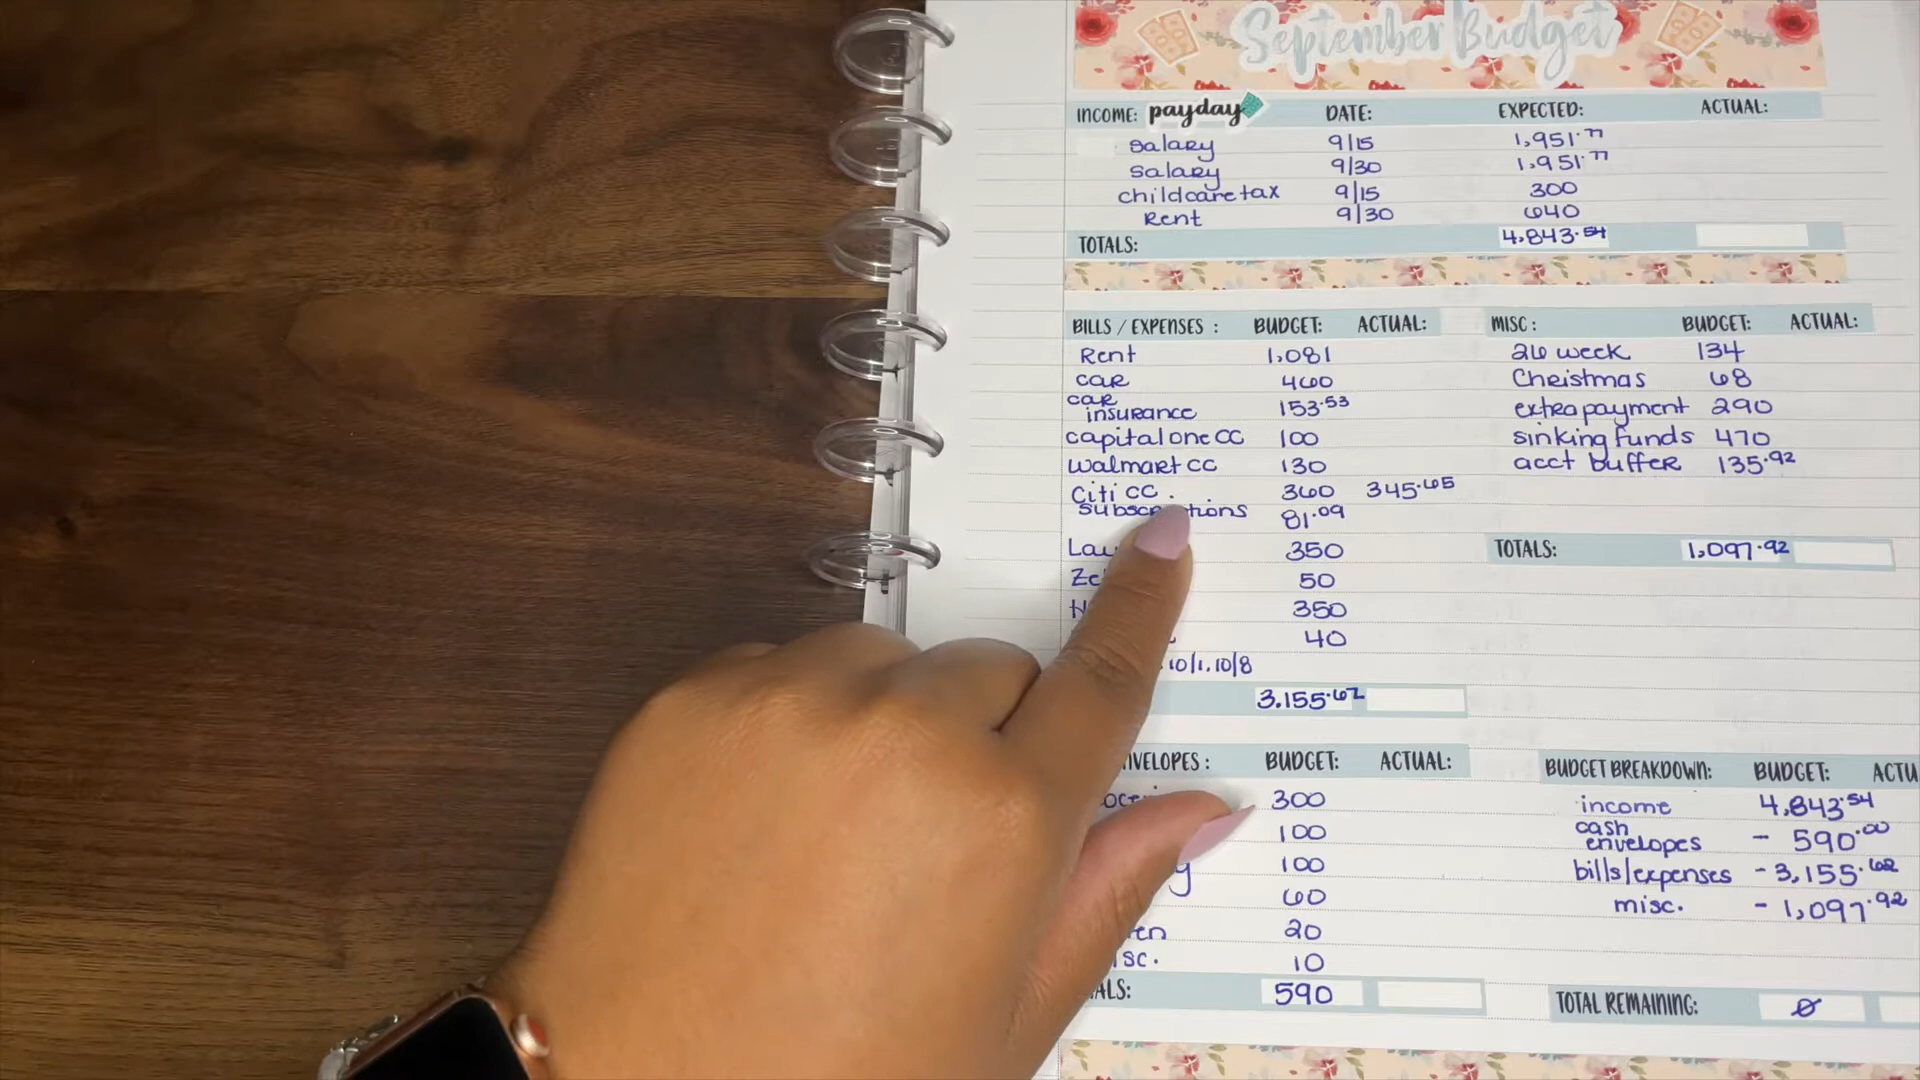 September Budget
INCOME: payday DATE: EXPECTED: ACTUAL:
salary 9/15 1,951.77
salary 9/30 1,951.77
childcare tax 9/15 300
Rent 9/30 640
TOTALS: 4,843.54
BILLS / EXPENSES : BUDGET: ACTUAL:
Rent 1,081
car 460
car insurance 153.53
capital one CC 100
walmart CC 130
Citi CC . 360 345.65
81.09
350
50
350
40
10/1.10/8
3.155.62
MISC : BUDGET: ACTUAL:
26 week 134
Christmas 68
extra payment 290
sinking funds 470
acct buffer 135.92
TOTALS: 1,097.92
BUDGET: ACTUAL:
300
100
100
60
20
10
590
BUDGET BREAKDOWN: BUDGET:
income 4,843.54
cash envelopes - 590.00
bills/expenses - 3,155.62
misc. - 1,097.92
TOTAL REMAINING: 0